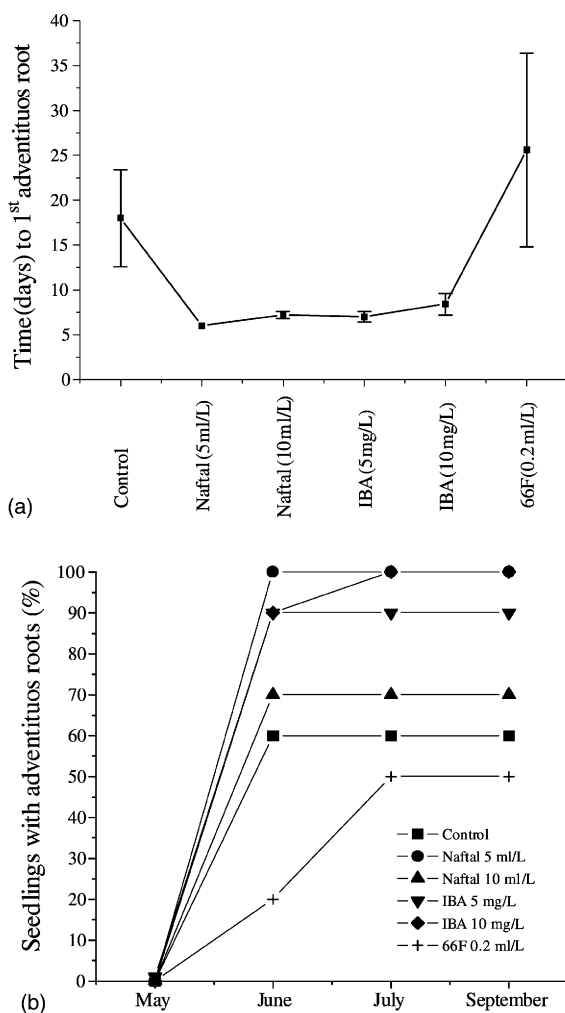 40
35
30
25
20
15
10
5
0
Time(days) to 1st adventituos root
Control
Naftal (5ml/L)
Naftal (10ml/L)
IBA(5mg/L)
IBA(10mg/L)
66F(0.2ml/L)
(a)
100
90
80
70
60
50
40
30
20
10
0
Seedlings with adventituos roots (%)
Control
Naftal 5 ml/L
Naftal 10 ml/L
IBA 5 mg/L
IBA 10 mg/L
66F 0.2 ml/L
May
June
July
September
(b)